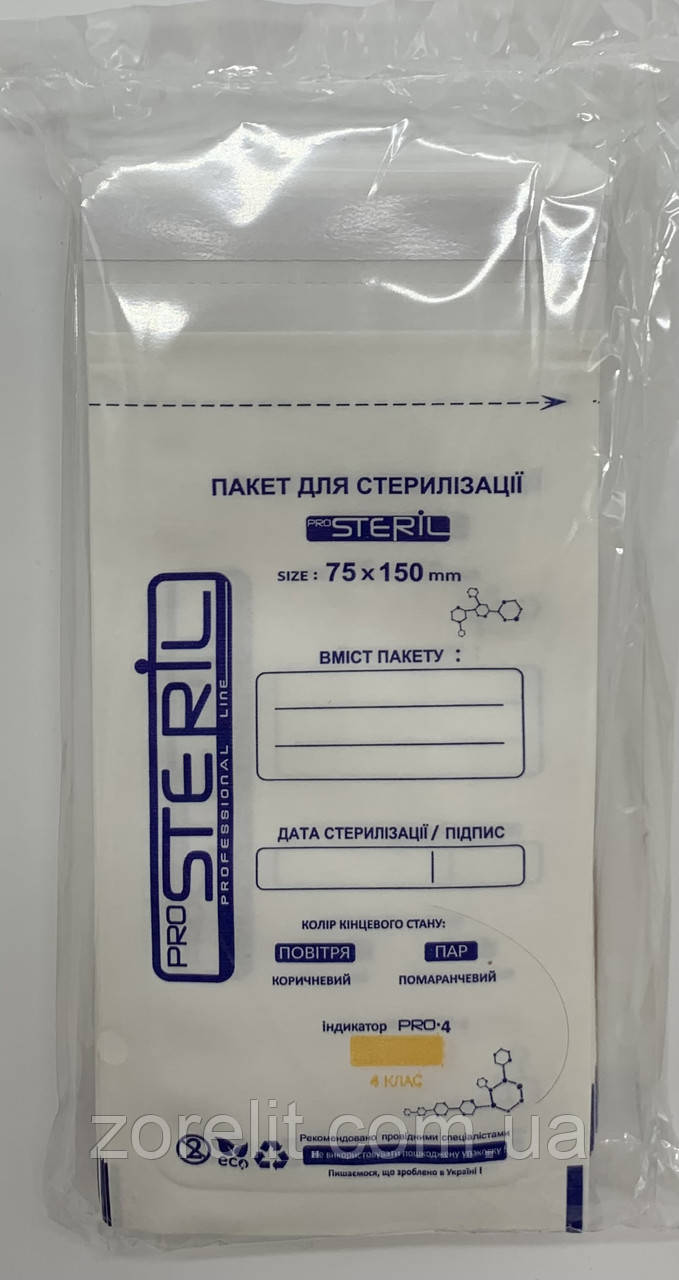 ПАКЕТ ДЛЯ СТЕРИЛІЗАЦІЇ
PRO STERIL
SIZE : 75 x 150 mm
ВМІСТ ПАКЕТУ :
PRO STERIL
PROFESSIONAL LINE
ДАТА СТЕРИЛІЗАЦІЇ / ПІДПИС
КОЛІР КІНЦЕВОГО СТАНУ:
ПОВІТРЯ ПАР
КОРИЧНЕВИЙ ПОМАРАНЧЕВИЙ
індикатор PRO·4
4 КЛАС
zorelit.com.ua
2 eco
Рекомендовано провідними спеціалістами
Не використовувати пошкоджену упаковку !
Пишаємося, що зроблено в Україні !